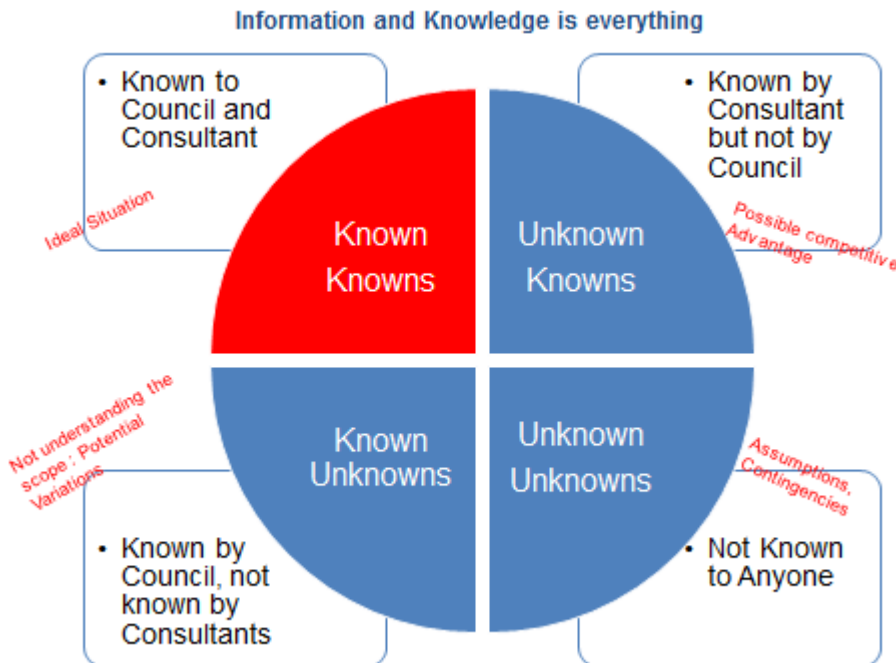 Information and Knowledge is everything
• Known to
Council and
Consultant
Ideal Situation
• Known by
Consultant
but not by
Council
Possible competitive
Advantage
Known
Knowns
Unknown
Knowns
Known
Unknowns
Unknown
Unknowns
Not understanding the
scope : Potential
Variations
• Known by
Council, not
known by
Consultants
Assumptions,
Contingencies
• Not Known
to Anyone